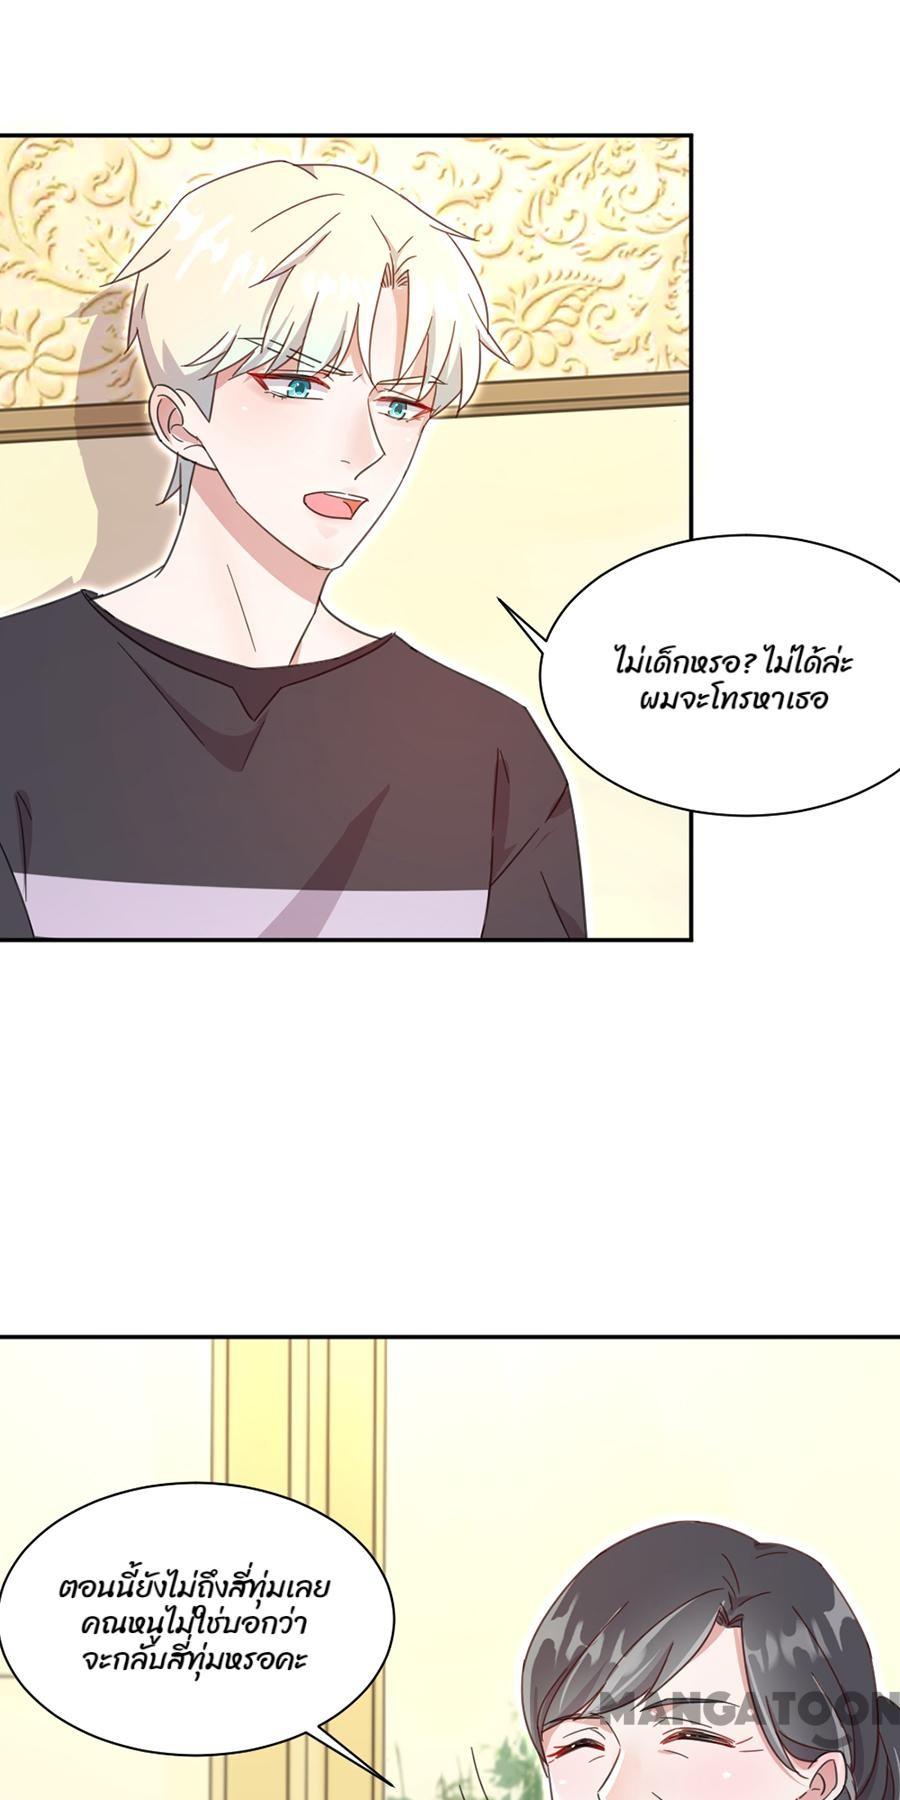 ไม่เด็กหรอ? ไม่ได้ล่ะ
ผมจะโทรหาเธอ
ตอนนี้ยังไม่ถึงสี่ทุ่มเลย
คุณหนูไม่ใช่บอกว่า
จะกลับสี่ทุ่มหรอคะ
MANGATOON